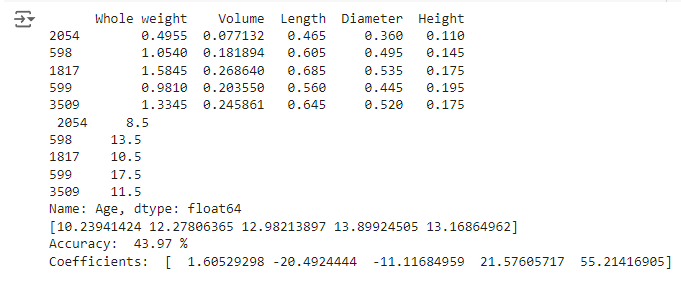 Whole weight Volume Length Diameter Height
2054 0.4955 0.077132 0.465 0.360 0.110
598 1.0540 0.181894 0.605 0.495 0.145
1817 1.5845 0.268640 0.685 0.535 0.175
599 0.9810 0.203550 0.560 0.445 0.195
3509 1.3345 0.245861 0.645 0.520 0.175
2054 8.5
598 13.5
1817 10.5
599 17.5
3509 11.5
Name: Age, dtype: float64
[10.23941424 12.27806365 12.98213897 13.89924505 13.16864962]
Accuracy: 43.97 %
Coefficients: [ 1.60529298 -20.4924444 -11.11684959 21.57605717 55.21416905]